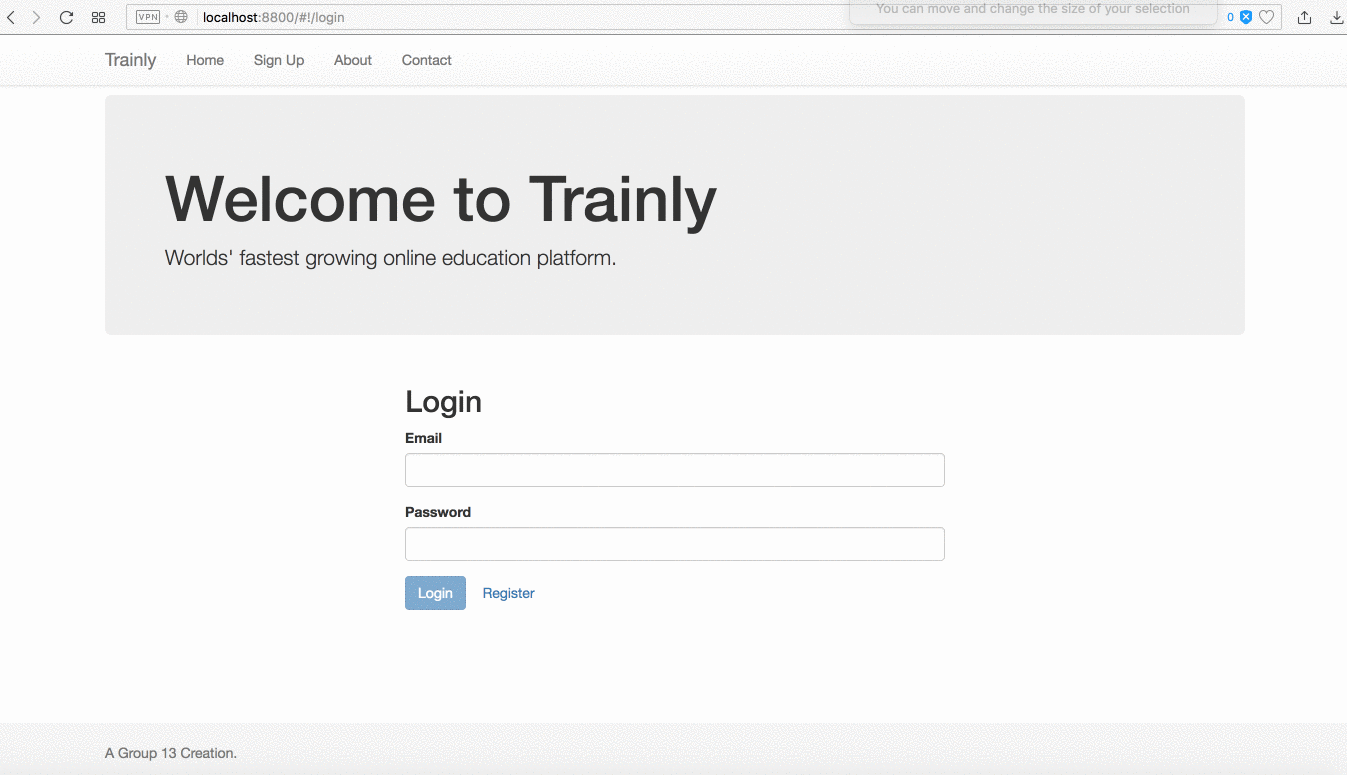 VPN localhost:8800/#!/login You can move and change the size of your selection 0
Trainly Home Sign Up About Contact
Welcome to Trainly
Worlds' fastest growing online education platform.
Login
Email
Password
Login Register
A Group 13 Creation.